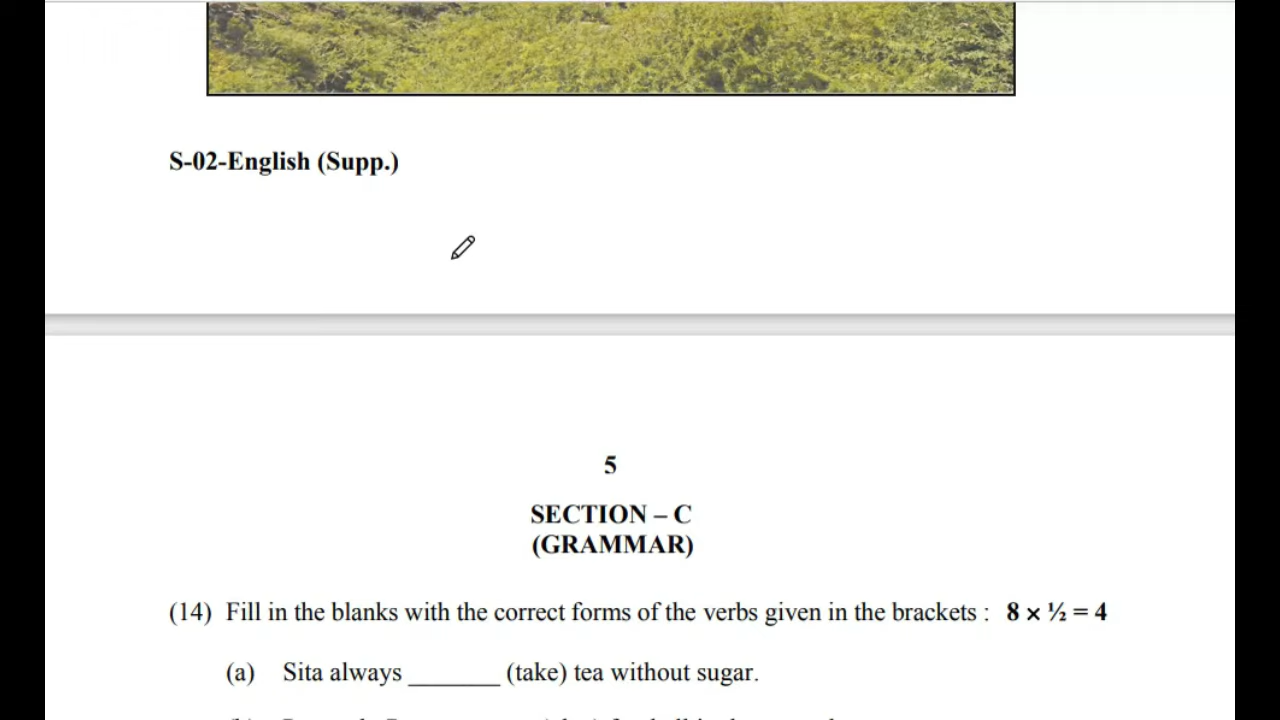 S-02-English (Supp.)
5
SECTION – C
(GRAMMAR)
(14) Fill in the blanks with the correct forms of the verbs given in the brackets : 8 × ½ = 4
(a) Sita always _______ (take) tea without sugar.